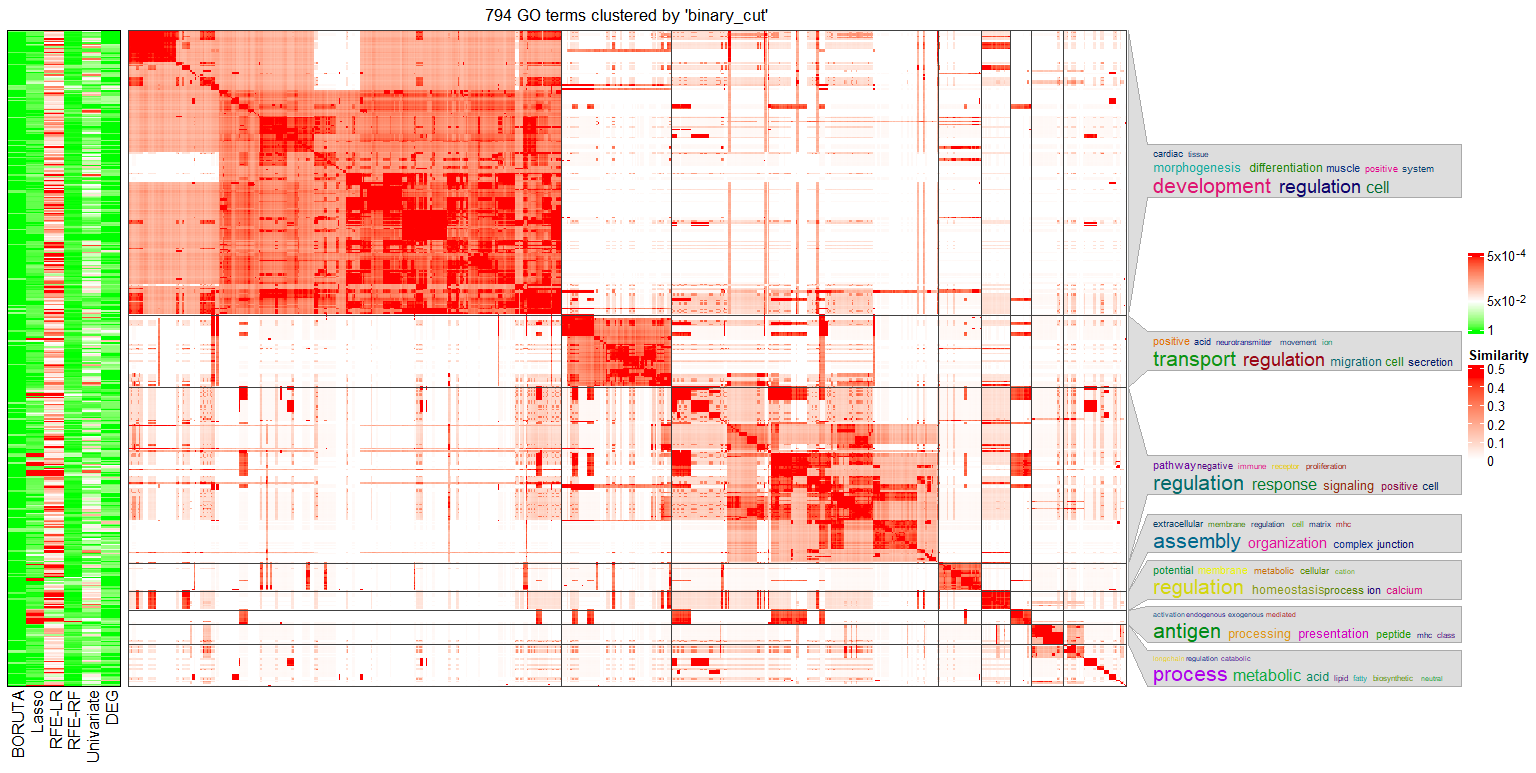 794 GO terms clustered by 'binary_cut'
cardiac tissue
morphogenesis differentiation muscle positive system
development regulation cell
positive acid neurotransmitter movement ion
transport regulation migration cell secretion
pathway negative immune receptor proliferation
regulation response signaling positive cell
extracellular membrane regulation cell matrix mhc
assembly organization complex junction
potential membrane metabolic cellular cation
regulation homeostasis process ion calcium
activation endogenous exogenous mediated
antigen processing presentation peptide mhc class
regulation catabolic
process metabolic acid lipid fatty biosynthetic neutral
5x10-4
5x10-2
1
Similarity
0.5
0.4
0.3
0.2
0.1
0
BORUTA
Lasso
RFE-LR
RFE-RF
Univariate
DEG